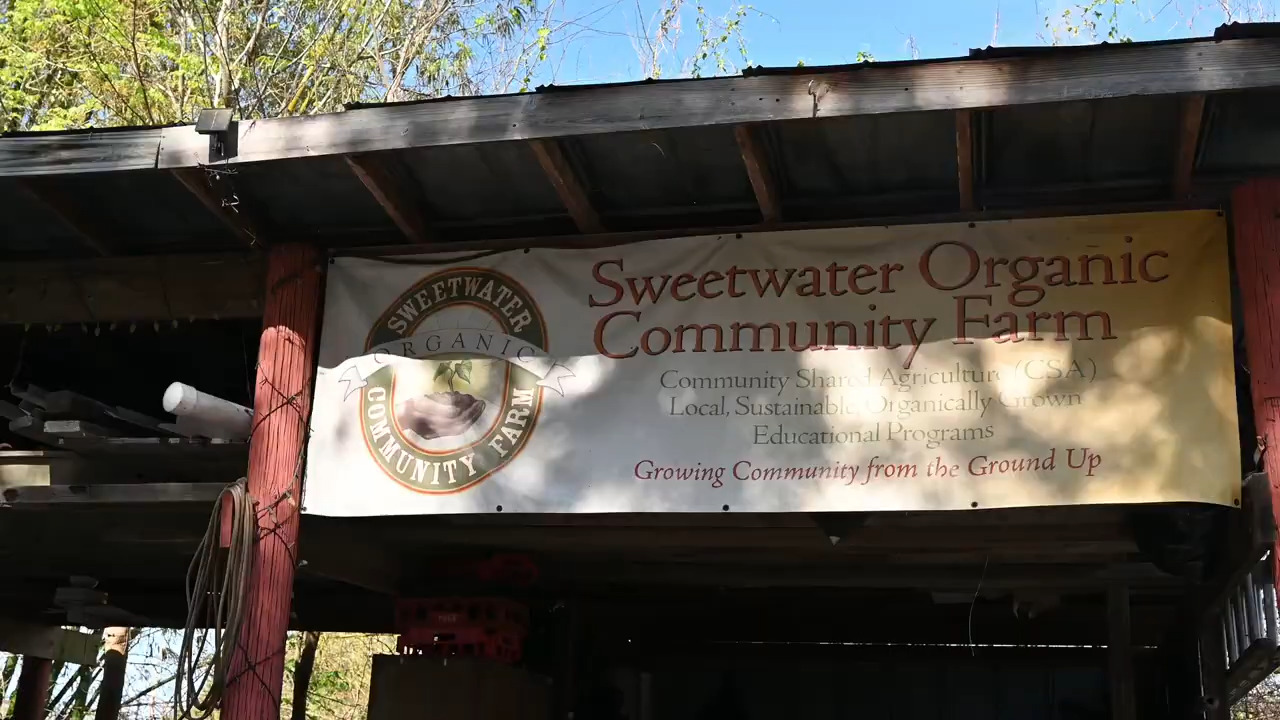 SWEETWATER
ORGANIC
COMMUNITY FARM
Sweetwater Organic
Community Farm
Community Shared Agriculture (CSA)
Local, Sustainable, Organically Grown
Educational Programs
Growing Community from the Ground Up